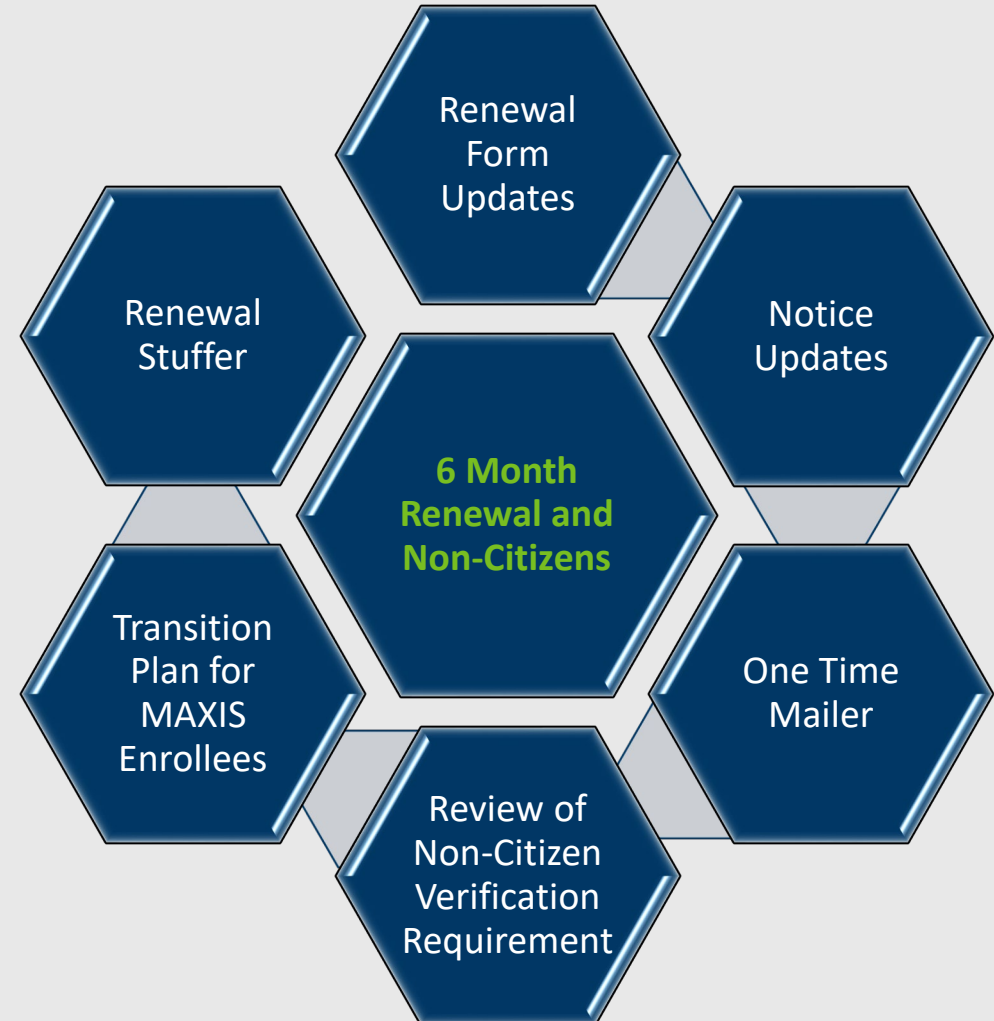 Renewal
Form
Updates
Renewal
Stuffer
Notice
Updates
6 Month
Renewal and
Non-Citizens
Transition
Plan for
MAXIS
Enrollees
One Time
Mailer
Review of
Non-Citizen
Verification
Requirement